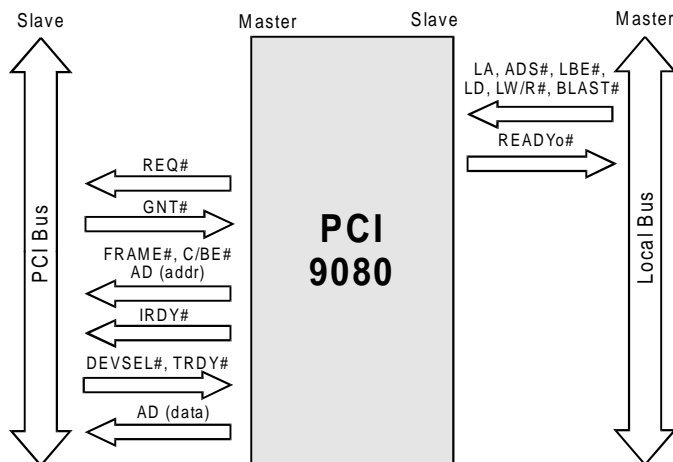 Slave
Master
Slave
Master
LA, ADS#, LBE#,
LD, LW/R#, BLAST#
READYo#
REQ#
GNT#
FRAME#, C/BE#
AD (addr)
IRDY#
DEVSEL#, TRDY#
AD (data)
PCI Bus
PCI
9080
Local Bus